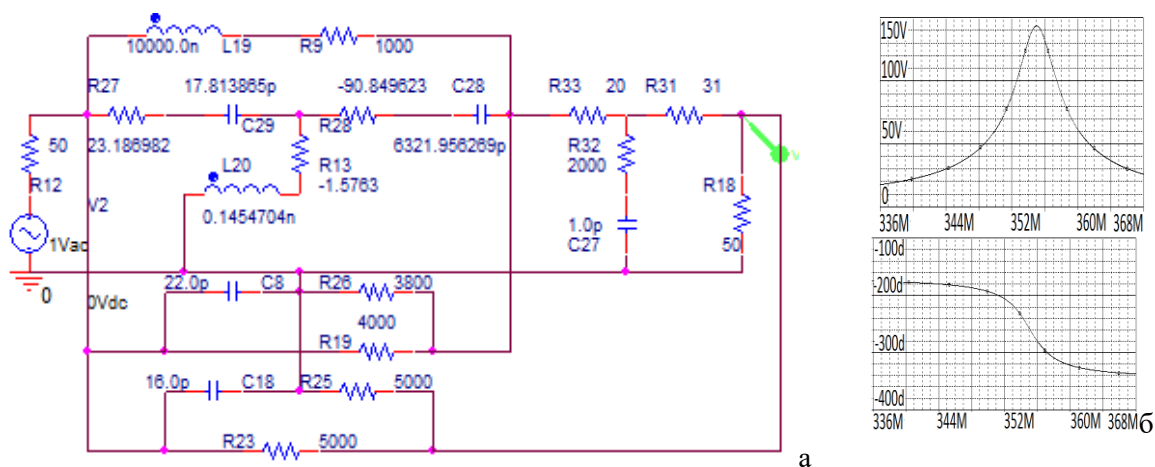 10000.0n
L19
R9
1000
R27
17.813865p
-90.849623
C28
R33
20
R31
31
C29
R28
50
23.186982
R13
6321.956269p
R32
2000
R12
L20
-1.5763
R18
V2
0.1454704n
1.0p
1Vac
C27
50
0
22.0p
C8
R26
3800
0Vdc
4000
R19
16.0p
C18
R25
5000
R23
5000
а
150V
100V
50V
0
336M
344M
352M
360M
368M
-100d
-200d
-300d
-400d
336M
344M
352M
360M
368M
б